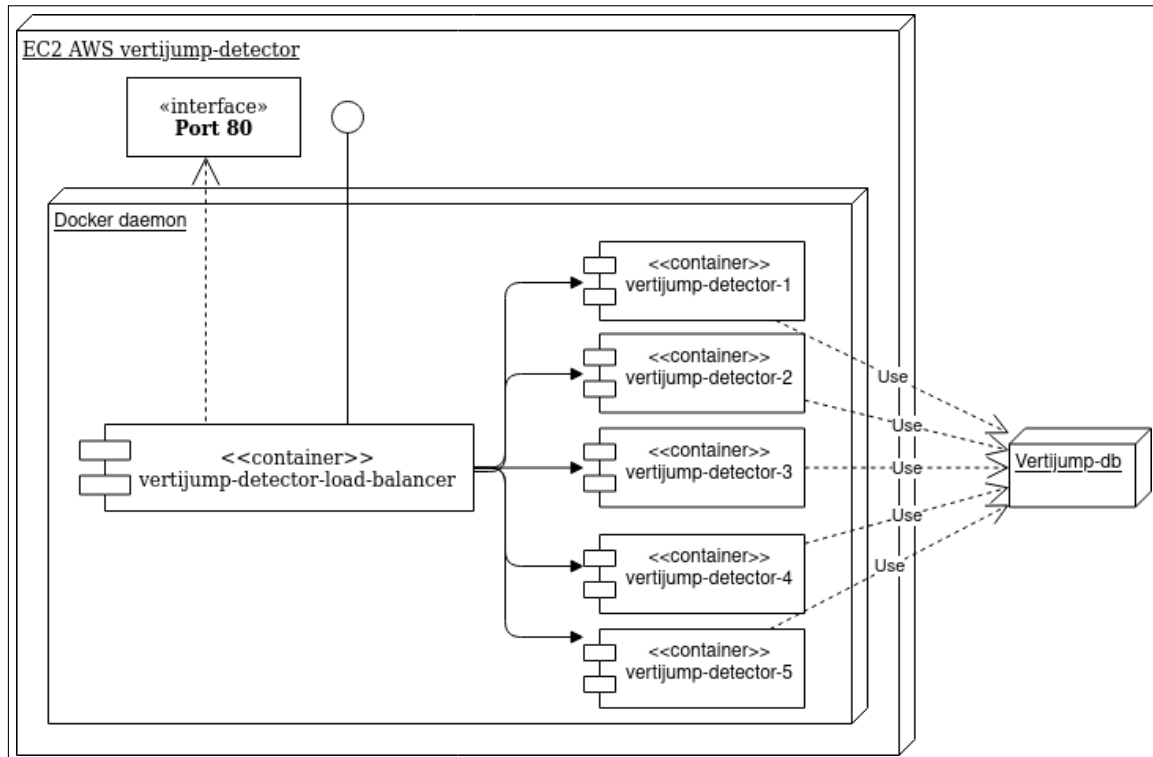 EC2 AWS vertijump-detector
«interface»
Port 80
Docker daemon
<<container>>
vertijump-detector-1
<<container>>
vertijump-detector-2
<<container>>
vertijump-detector-load-balancer
<<container>>
vertijump-detector-3
<<container>>
vertijump-detector-4
<<container>>
vertijump-detector-5
Use
Use
Use
Use
Use
Vertijump-db